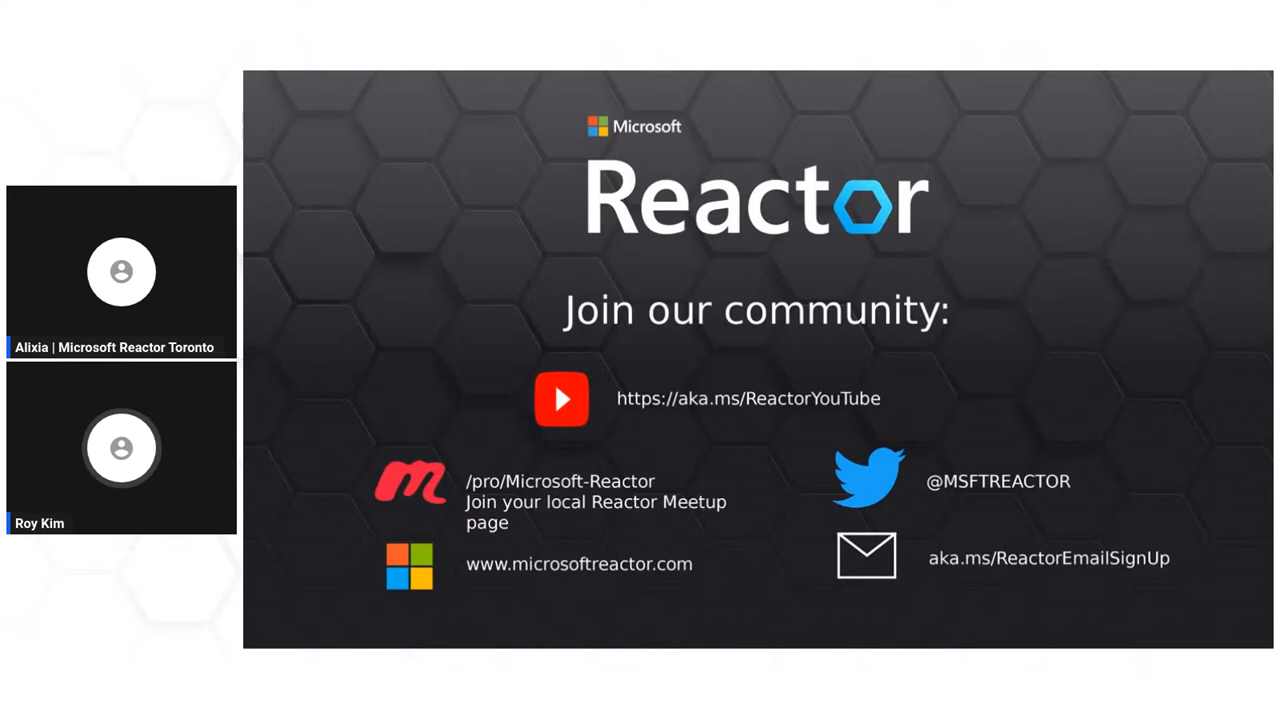 Alixia | Microsoft Reactor Toronto
Roy Kim
Microsoft
Reactor
Join our community:
https://aka.ms/ReactorYouTube
/pro/Microsoft-Reactor
Join your local Reactor Meetup
page
@MSFTREACTOR
www.microsoftreactor.com
aka.ms/ReactorEmailSignUp